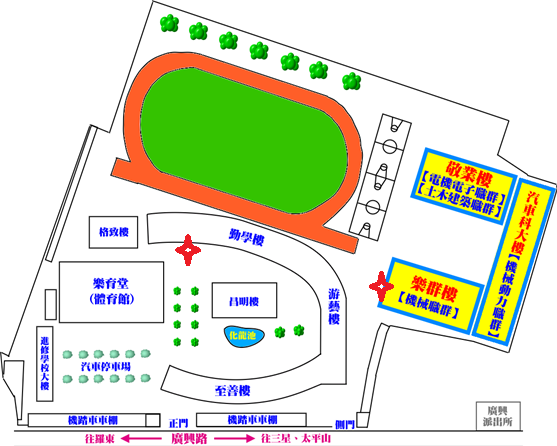 敬業樓
【電機電子職群】
【土木建築職群】
汽車科大樓【機械動力職群】
格致樓
勤學樓
樂育堂
(體育館)
昌明樓
游藝樓
樂群樓
【機械職群】
化龍池
進修學校大樓
汽車停車場
至善樓
機踏車車棚
正門
機踏車車棚
側門
廣興
派出所
往羅東
廣興路
往三星、太平山